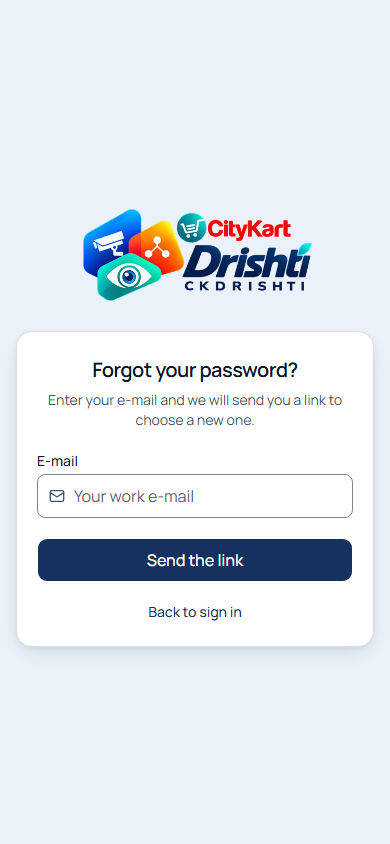 CityKart
Drishti
CKDRISHTI
Forgot your password?
Enter your e-mail and we will send you a link to
choose a new one.
E-mail
Your work e-mail
Send the link
Back to sign in